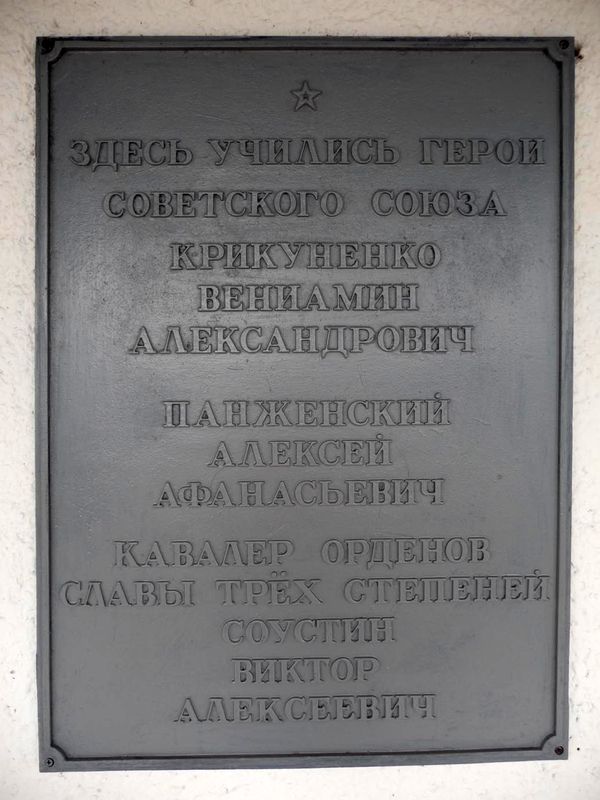 ЗДЕСЬ УЧИЛИСЬ ГЕРОИ
СОВЕТСКОГО СОЮЗА
КРИКУНЕНКО
ВЕНИАМИН
АЛЕКСАНДРОВИЧ
ПАНЖЕНСКИЙ
АЛЕКСЕЙ
АФАНАСЬЕВИЧ
КАВАЛЕР ОРДЕНОВ
СЛАВЫ ТРЁХ СТЕПЕНЕЙ
СОУСТИН
ВИКТОР
АЛЕКСЕЕВИЧ